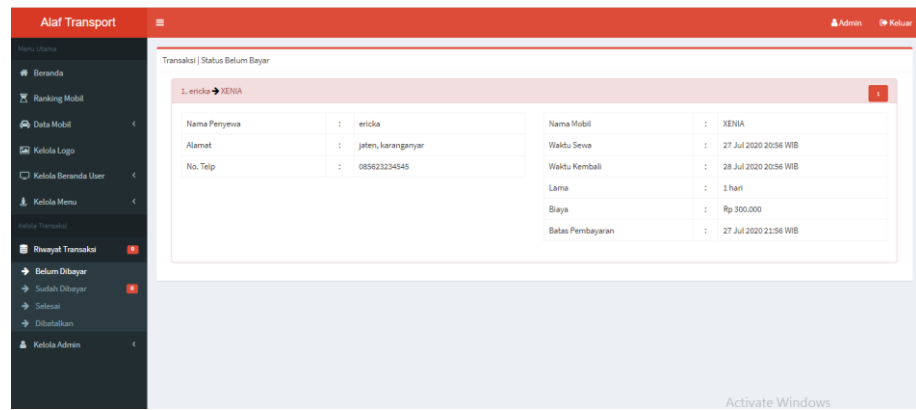 Alaf Transport
Admin
Keluar
Menu Utama
Transaksi | Status Belum Bayar
Beranda
1. ericka → XENIA
1
Ranking Mobil
Data Mobil
Nama Penyewa : ericka
Nama Mobil : XENIA
Alamat : jaten, karanganyar
Waktu Sewa : 27 Jul 2020 20:56 WIB
Kelola Logo
No. Telp : 085623234545
Waktu Kembali : 28 Jul 2020 20:56 WIB
Kelola Beranda User
Lama : 1 hari
Kelola Menu
Biaya : Rp 300.000
Kelola Transaksi
Batas Pembayaran : 27 Jul 2020 21:56 WIB
Riwayat Transaksi
Belum Dibayar
Sudah Dibayar
Selesai
Dibatalkan
Kelola Admin
Activate Windows